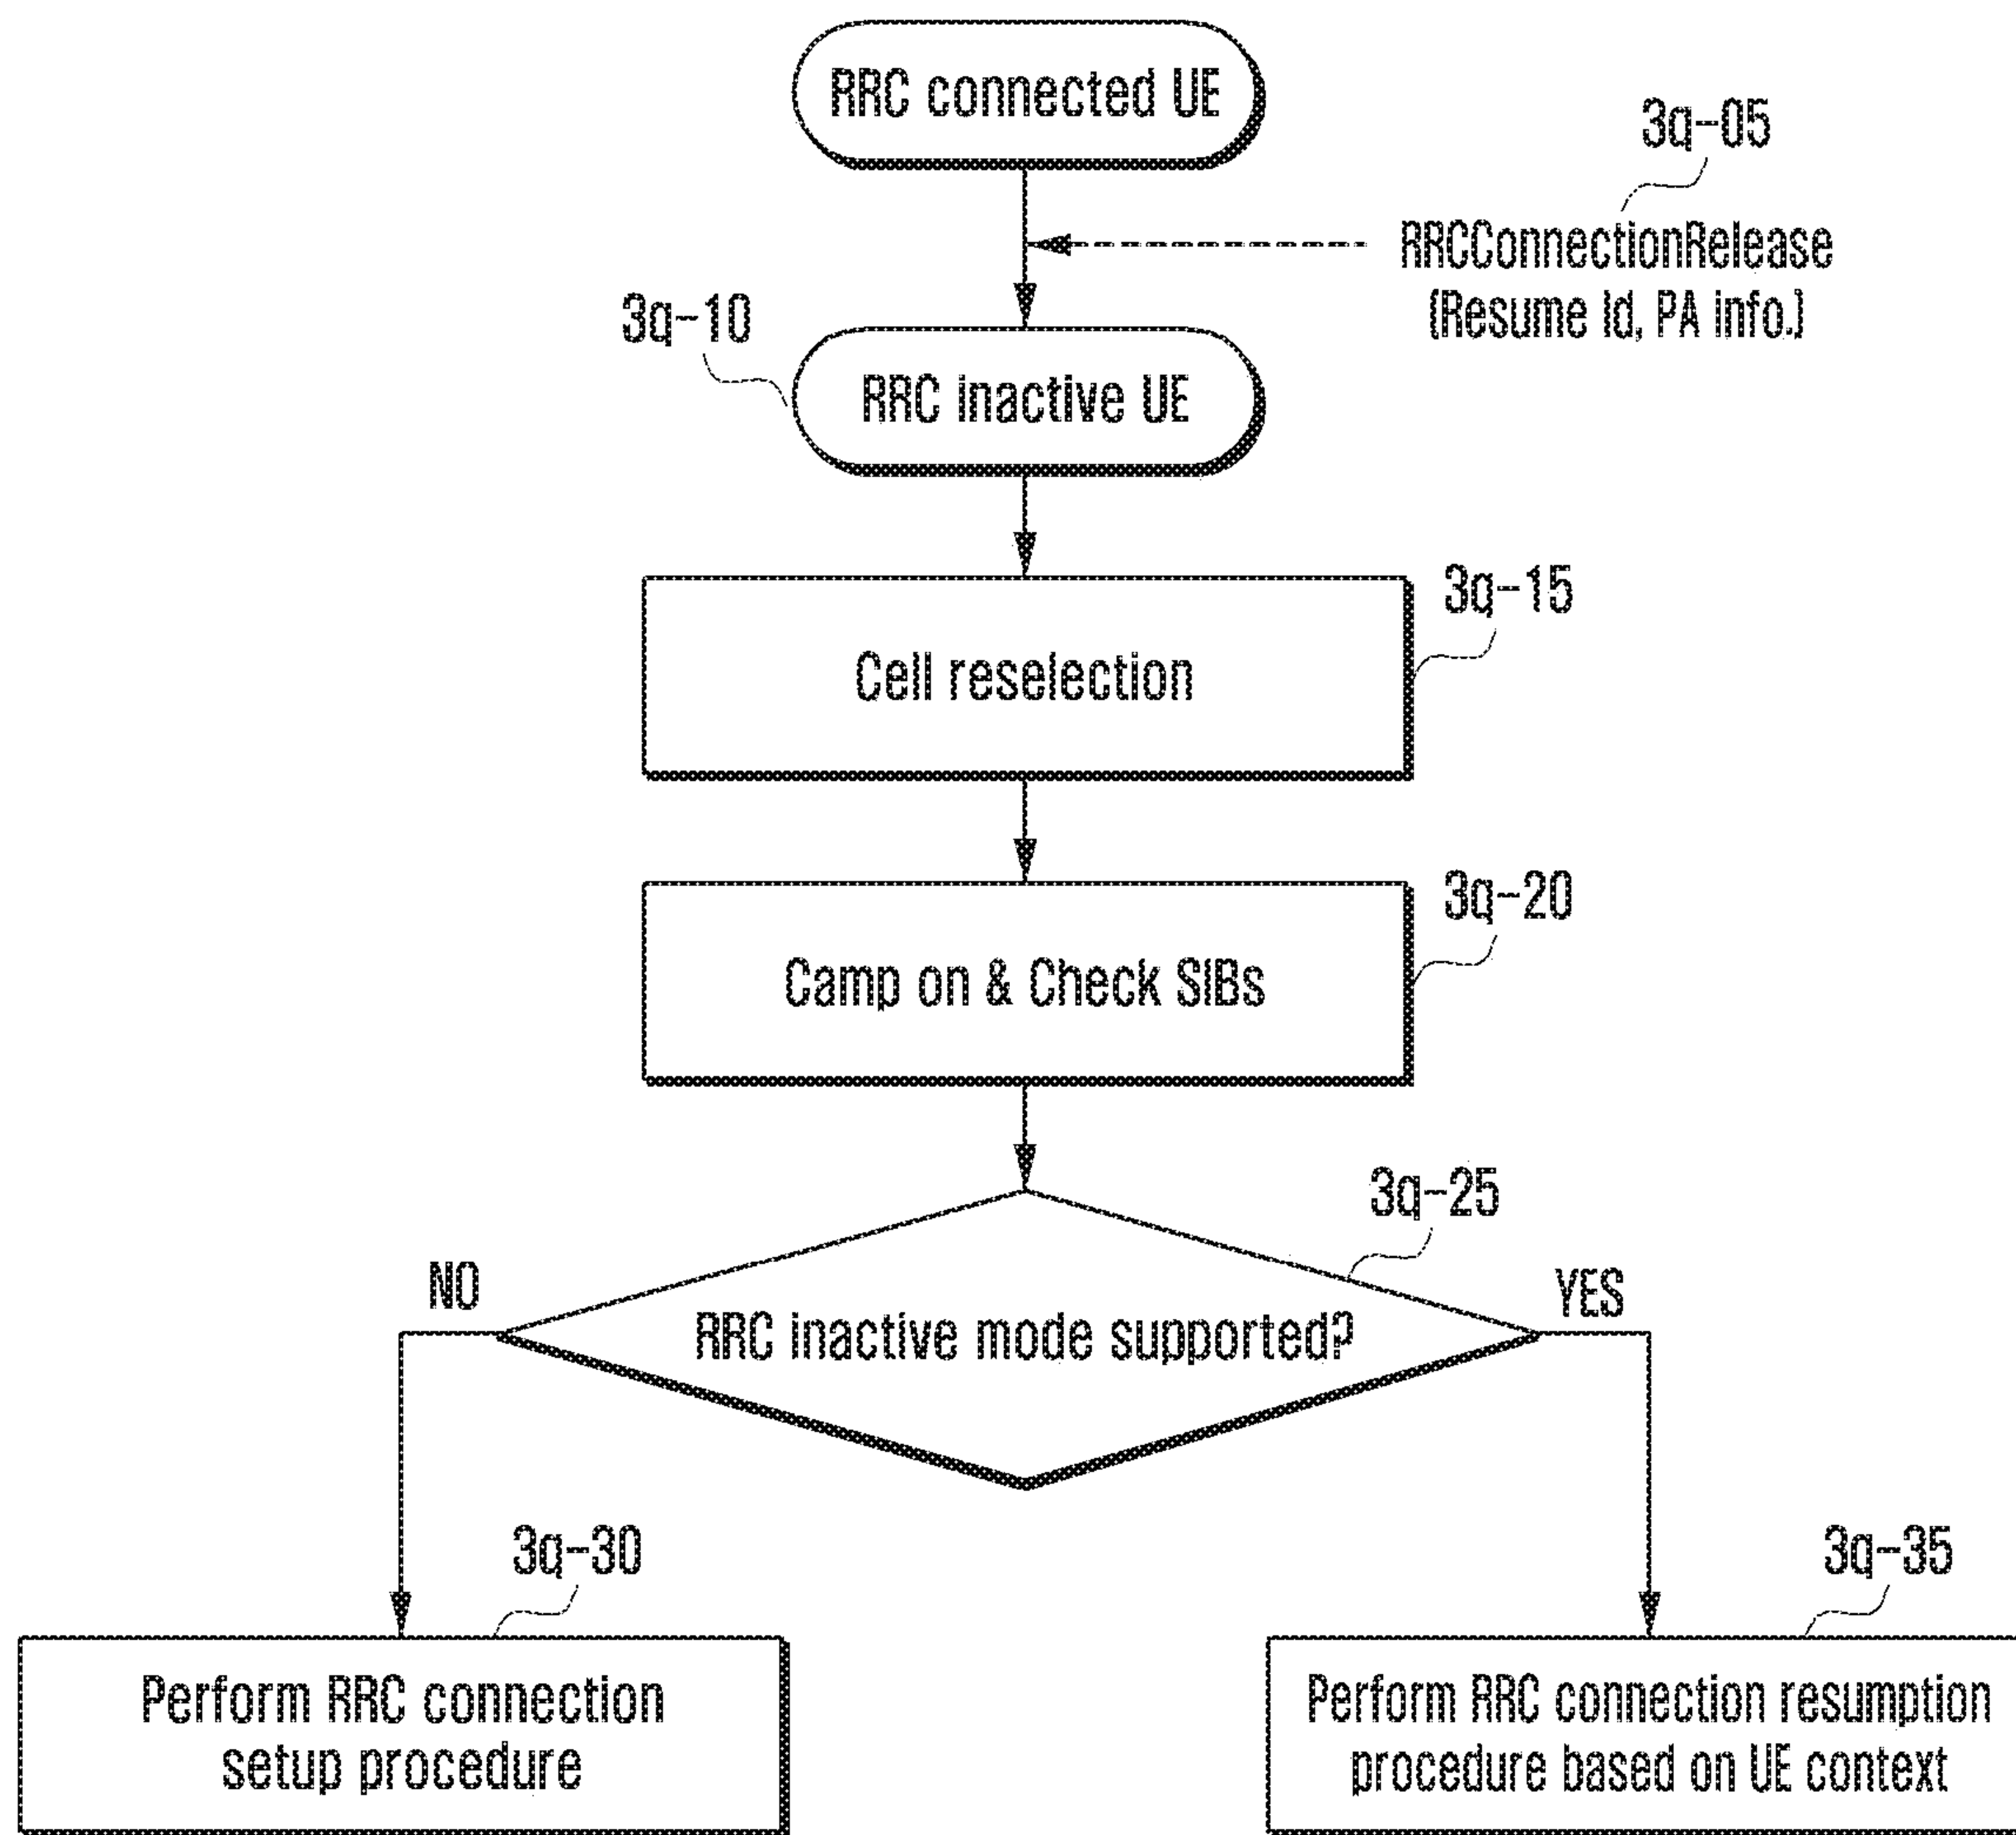 RRC connected UE
3q-05
RRCConnectionRelease
(Resume Id, PA info.)
3q-10
RRC inactive UE
3q-15
Cell reselection
3q-20
Camp on & Check SIBs
3q-25
NO
YES
RRC inactive mode supported?
3q-30
3q-35
Perform RRC connection
setup procedure
Perform RRC connection resumption
procedure based on UE context